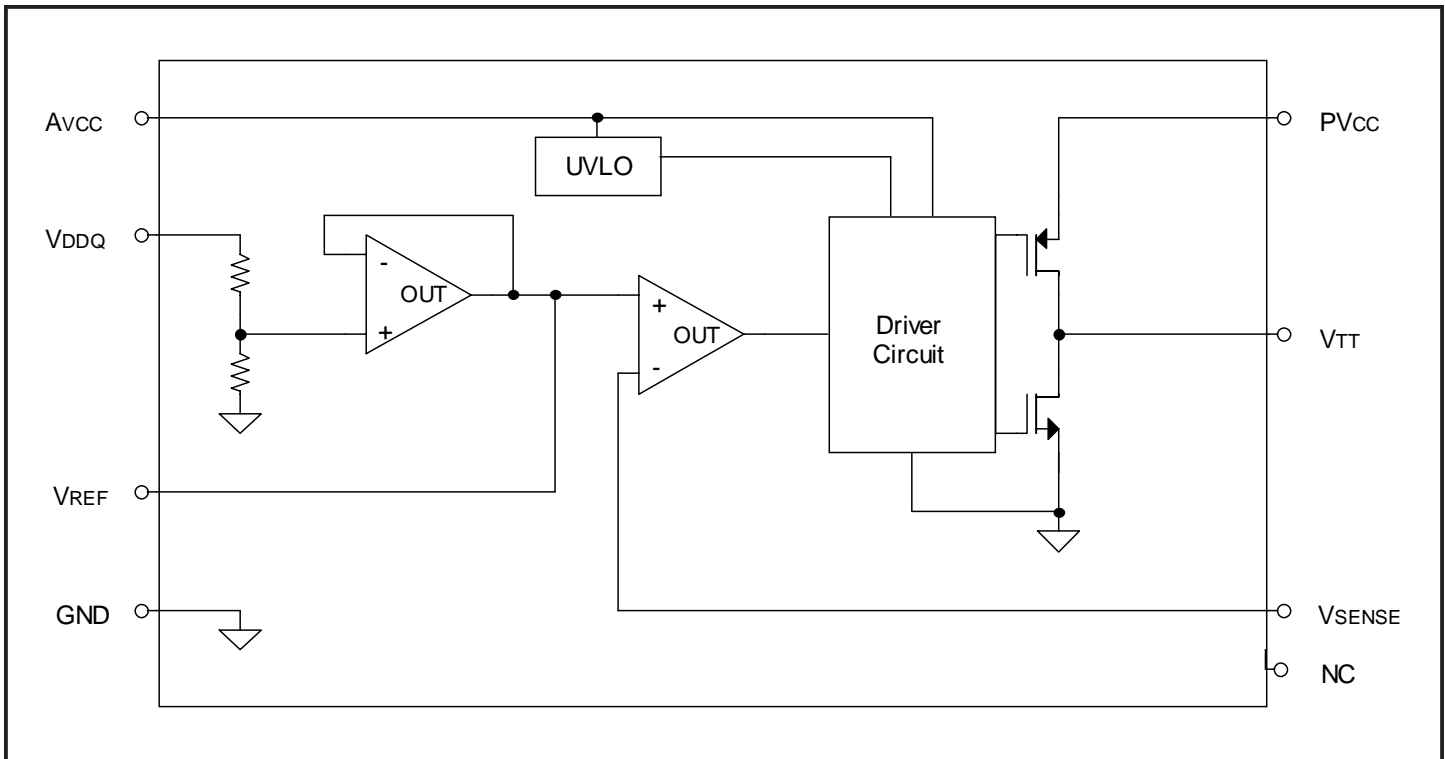 AVCC
PVCC
UVLO
VDDQ
-
OUT
+
+
OUT
-
Driver
Circuit
VTT
VREF
GND
VSENSE
NC